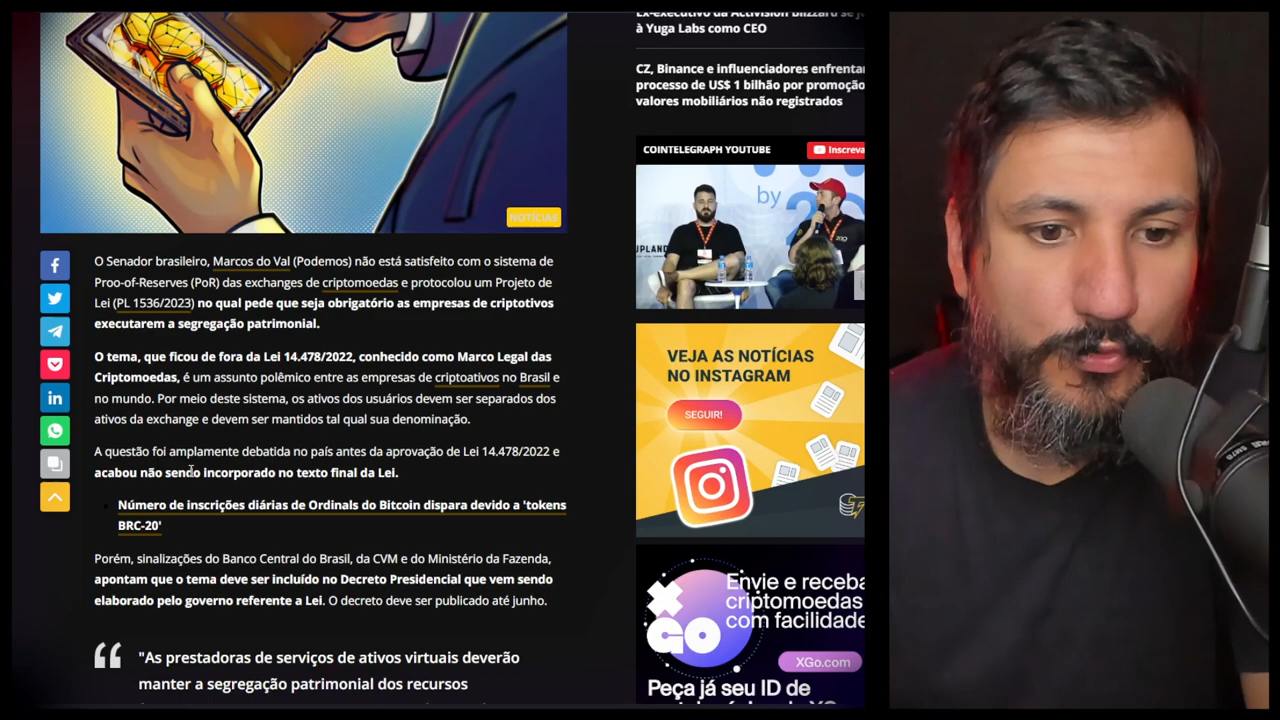 NOTÍCIAS
O Senador brasileiro, Marcos do Val (Podemos) não está satisfeito com o sistema de
Proo-of-Reserves (PoR) das exchanges de criptomoedas e protocolou um Projeto de
Lei (PL 1536/2023) no qual pede que seja obrigatório as empresas de criptotivos
executarem a segregação patrimonial.
O tema, que ficou de fora da Lei 14.478/2022, conhecido como Marco Legal das
Criptomoedas, é um assunto polêmico entre as empresas de criptoativos no Brasil e
no mundo. Por meio deste sistema, os ativos dos usuários devem ser separados dos
ativos da exchange e devem ser mantidos tal qual sua denominação.
A questão foi amplamente debatida no país antes da aprovação de Lei 14.478/2022 e
acabou não sendo incorporado no texto final da Lei.
Número de inscrições diárias de Ordinals do Bitcoin dispara devido a 'tokens
BRC-20'
Porém, sinalizações do Banco Central do Brasil, da CVM e do Ministério da Fazenda,
apontam que o tema deve ser incluído no Decreto Presidencial que vem sendo
elaborado pelo governo referente a Lei. O decreto deve ser publicado até junho.
"As prestadoras de serviços de ativos virtuais deverão
manter a segregação patrimonial dos recursos
Ex-executivo da Activision Blizzard se j
à Yuga Labs como CEO
CZ, Binance e influenciadores enfrentar
processo de US$ 1 bilhão por promoção
valores mobiliários não registrados
COINTELEGRAPH YOUTUBE
Inscreva
by
UPLAND
VEJA AS NOTÍCIAS
NO INSTAGRAM
SEGUIR!
XGO
Envie e receba
criptomoedas
com facilidade
XGo.com
Peça já seu ID de